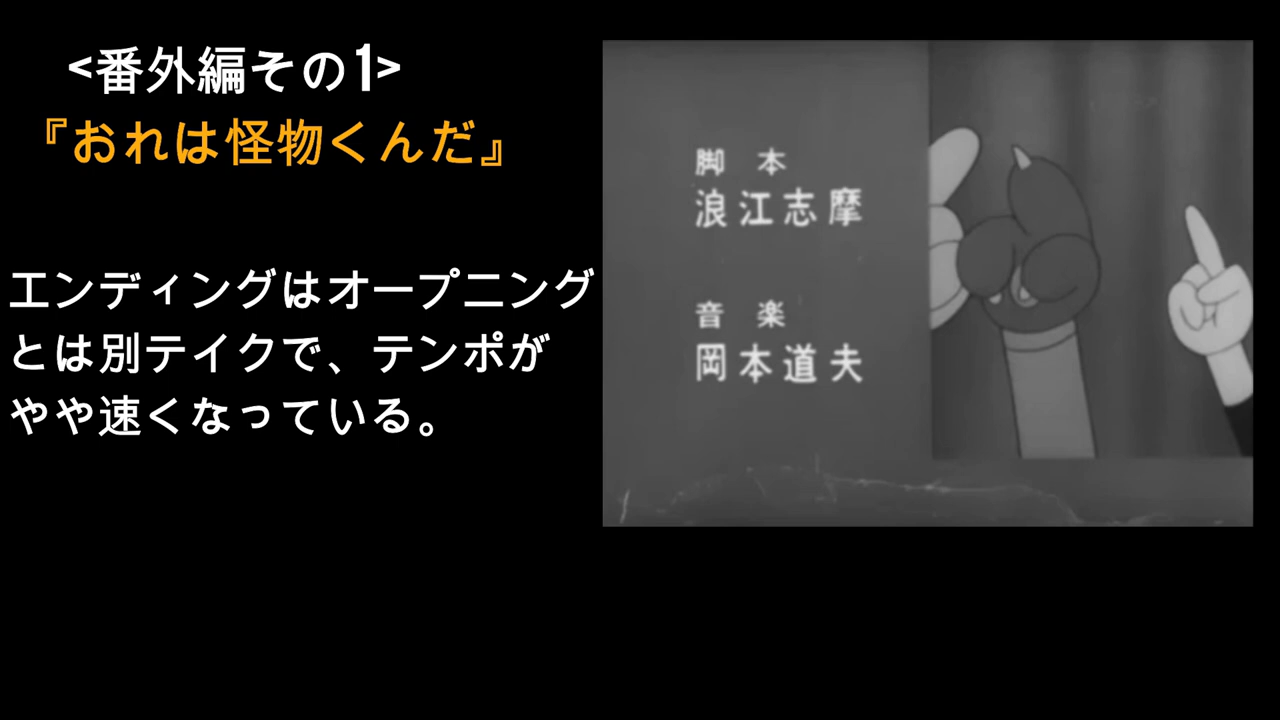 <番外編その1>
『おれは怪物くんだ』
エンディングはオープニング
とは別テイクで、テンポが
やや速くなっている。
脚 本
浪江志摩
音 楽
岡本道夫